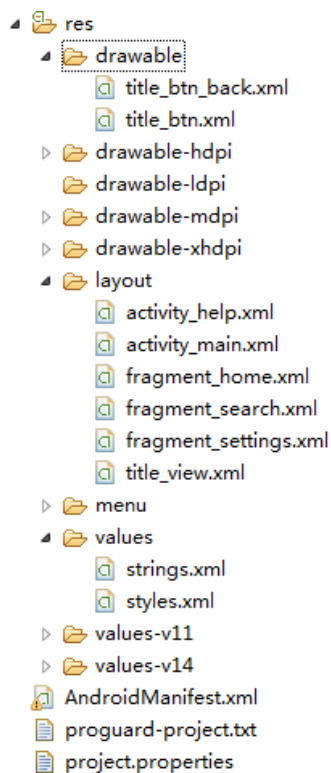 res
drawable
title_btn_back.xml
title_btn.xml
drawable-hdpi
drawable-ldpi
drawable-mdpi
drawable-xhdpi
layout
activity_help.xml
activity_main.xml
fragment_home.xml
fragment_search.xml
fragment_settings.xml
title_view.xml
menu
values
strings.xml
styles.xml
values-v11
values-v14
AndroidManifest.xml
proguard-project.txt
project.properties